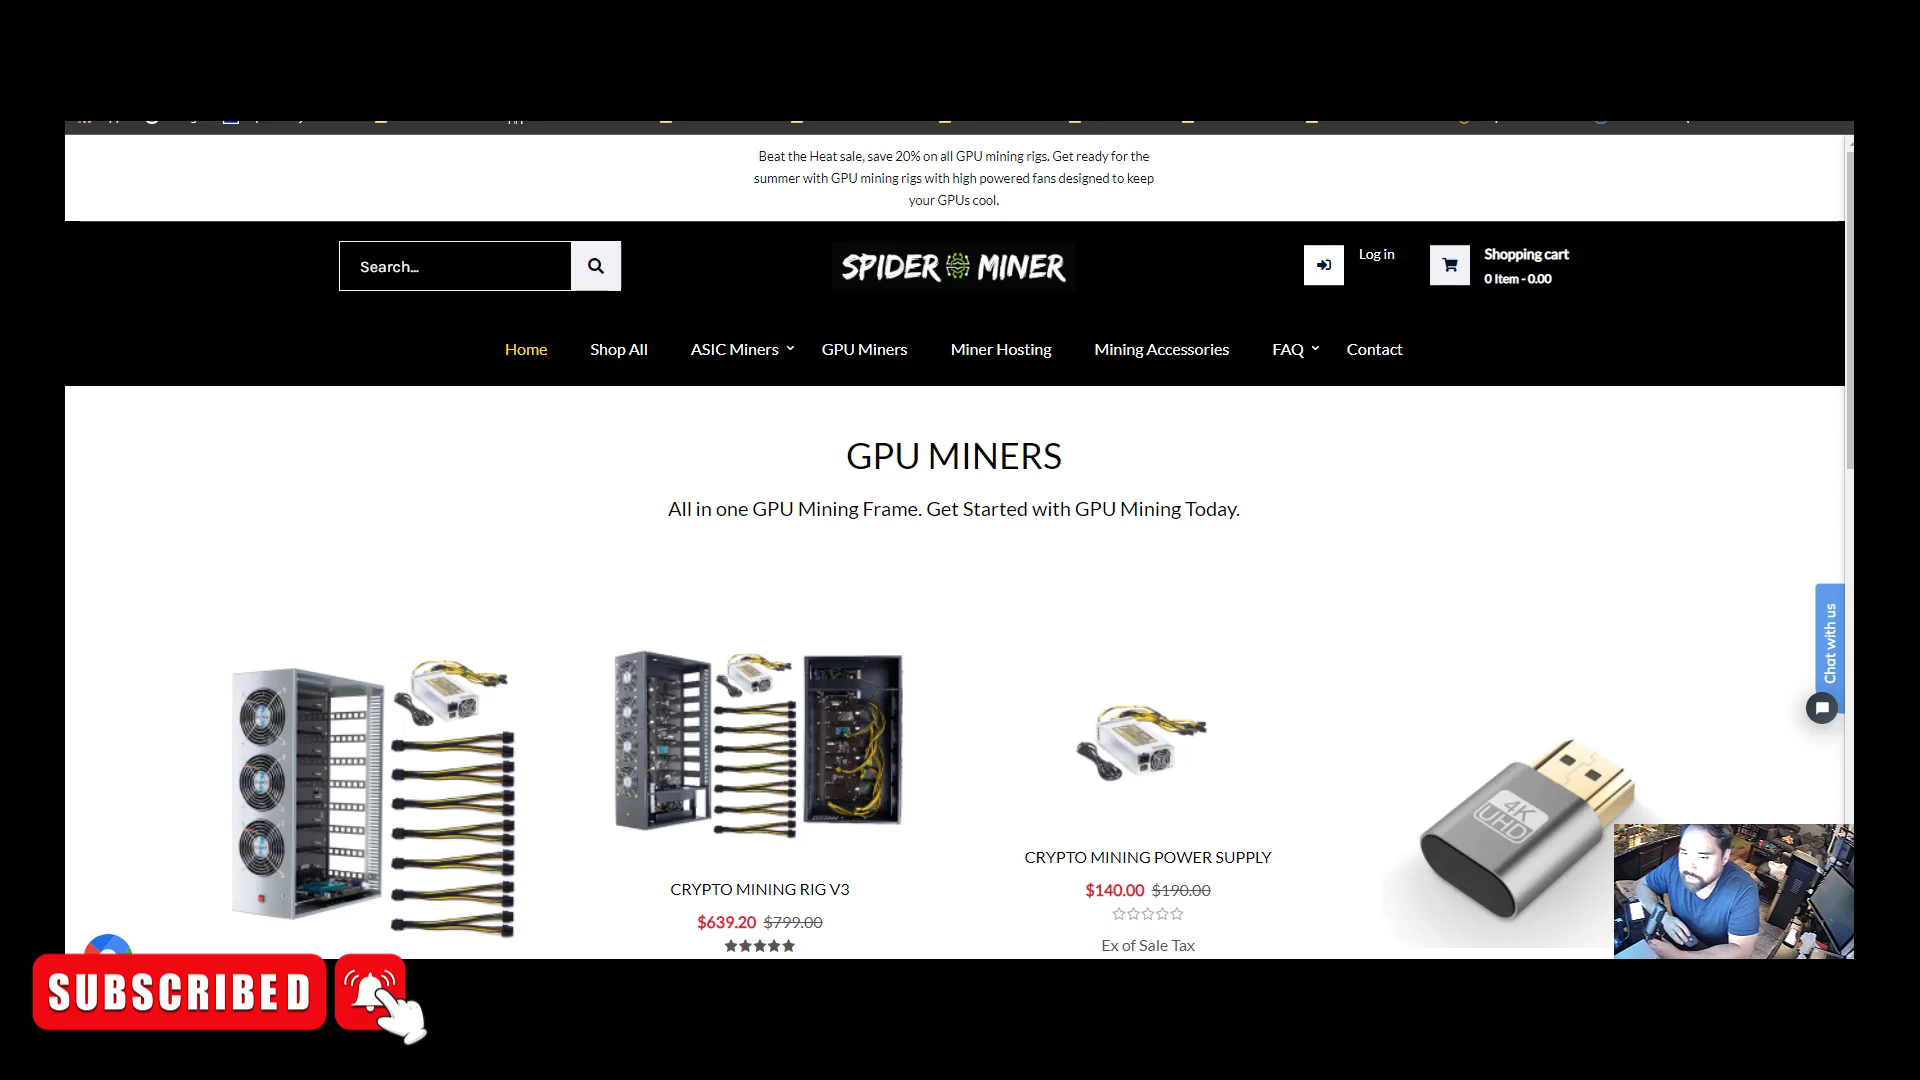 Beat the Heat sale, save 20% on all GPU mining rigs. Get ready for the
summer with GPU mining rigs with high powered fans designed to keep
your GPUs cool.
Search...
SPIDER MINER
Log in
Shopping cart
0 Item - 0.00
Home
Shop All
ASIC Miners
GPU Miners
Miner Hosting
Mining Accessories
FAQ
Contact
GPU MINERS
All in one GPU Mining Frame. Get Started with GPU Mining Today.
Chat with us
4K
UHD
CRYPTO MINING RIG V3
$639.20 $799.00
CRYPTO MINING POWER SUPPLY
$140.00 $190.00
Ex of Sale Tax
SUBSCRIBED